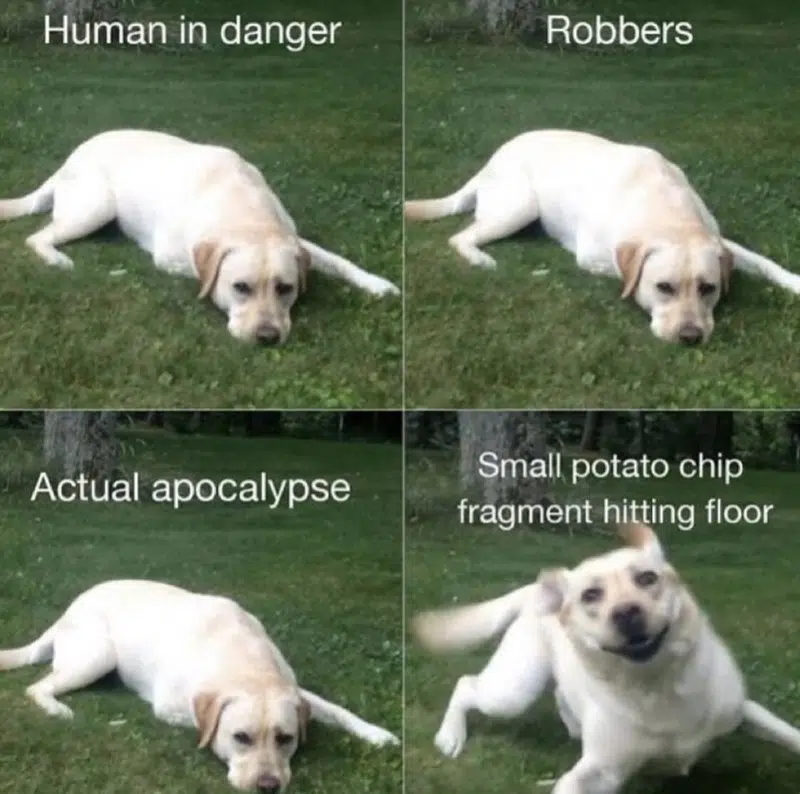 Human in danger
Robbers
Actual apocalypse
Small potato chip
fragment hitting floor